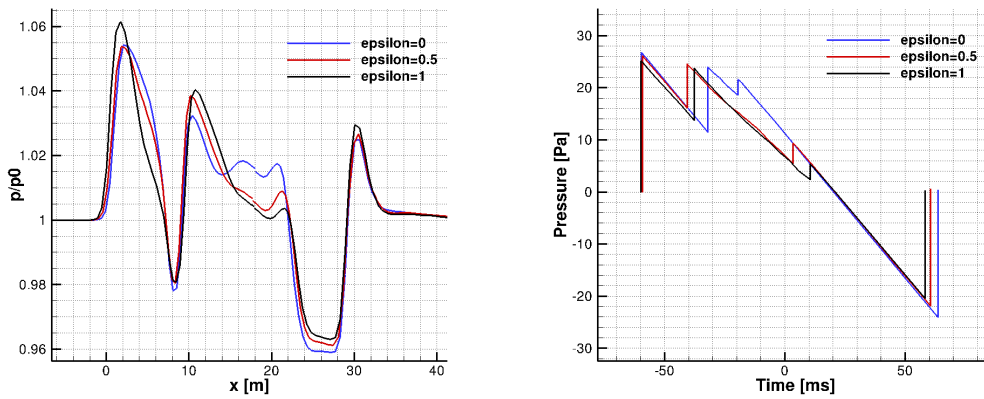 1.06
1.04
1.02
1
0.98
0.96
p/p0
epsilon=0
epsilon=0.5
epsilon=1
0
10
20
30
40
x [m]
30
20
10
0
-10
-20
-30
Pressure [Pa]
epsilon=0
epsilon=0.5
epsilon=1
-50
0
50
Time [ms]